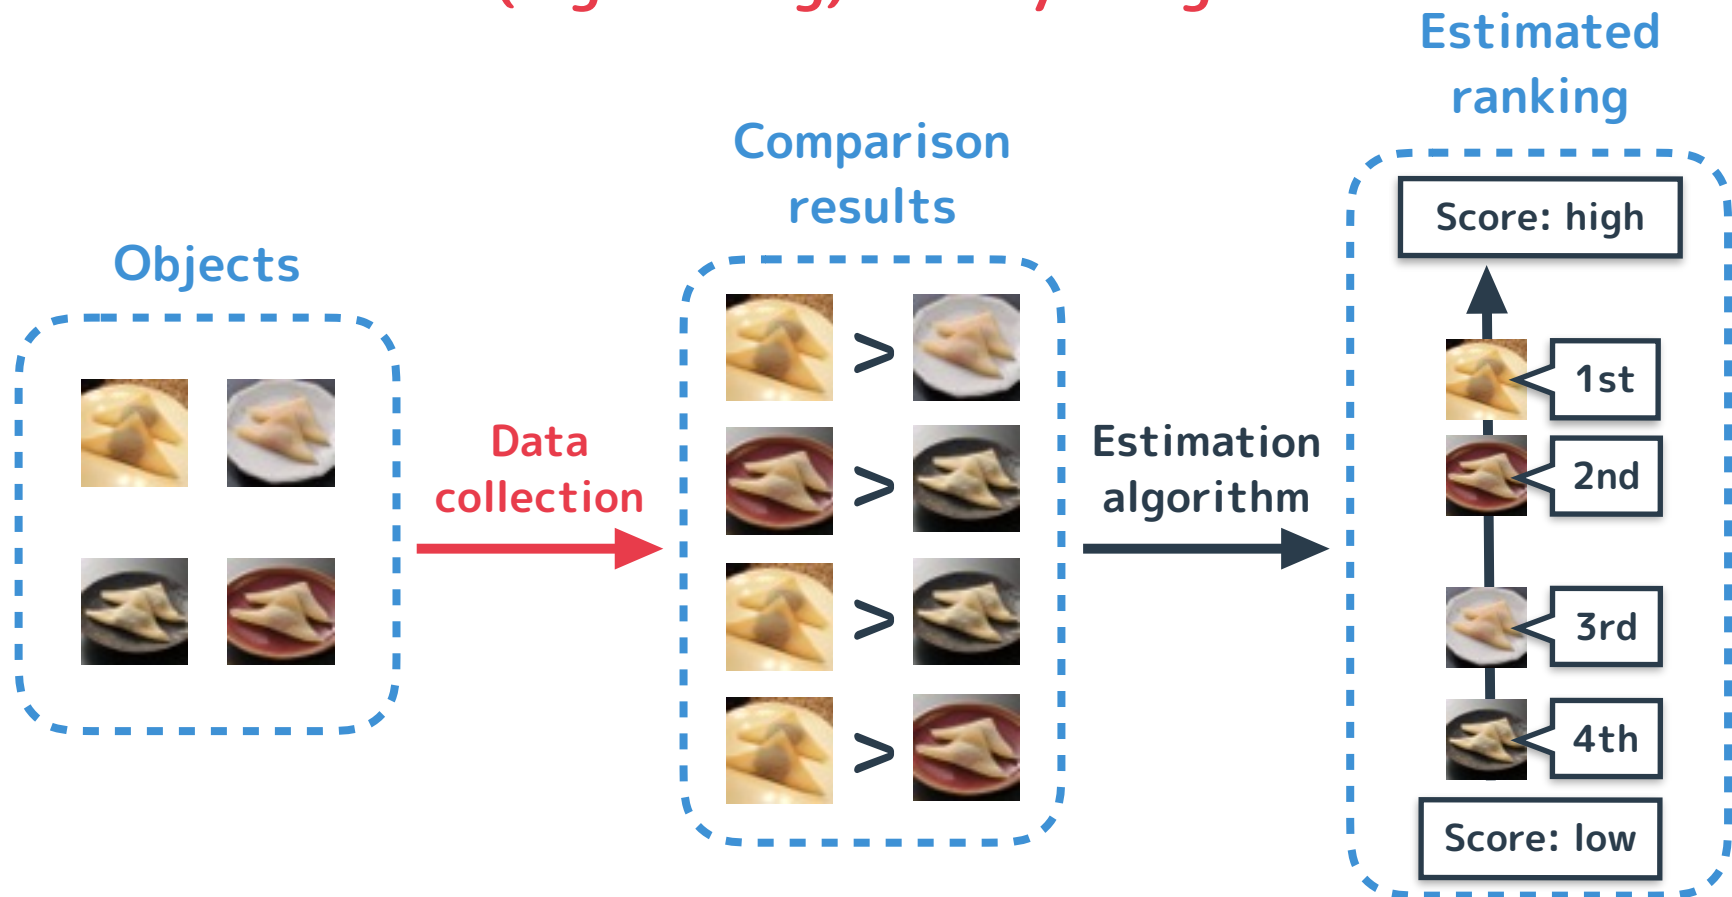 Estimated
ranking
Comparison
results
Objects
Score: high
>
1st
Data
collection
>
Estimation
algorithm
2nd
>
3rd
>
4th
Score: low